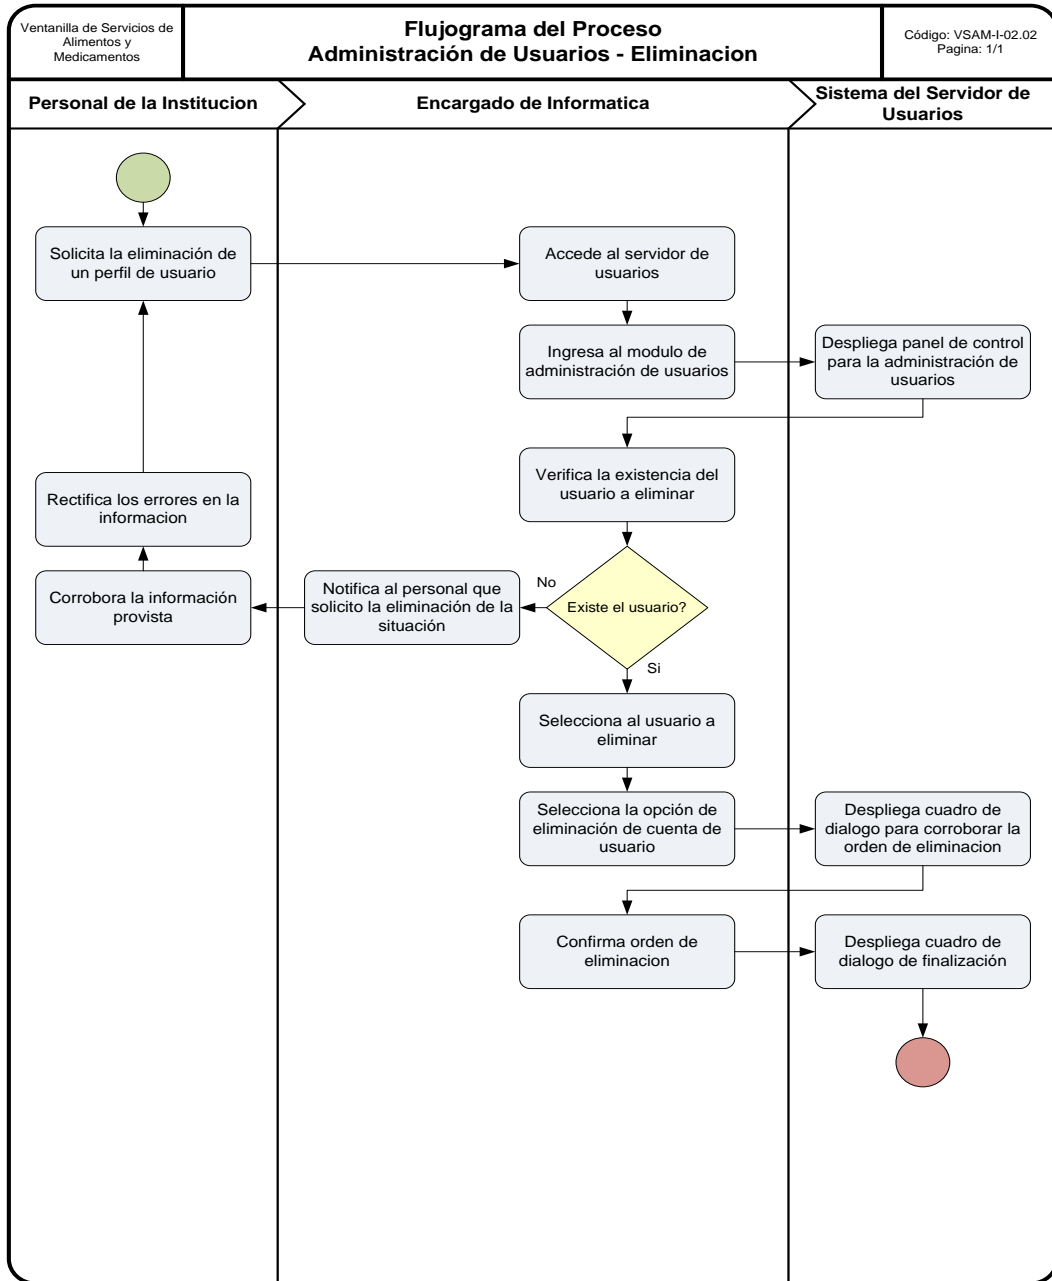 Ventanilla de Servicios de
Alimentos y
Medicamentos
Flujograma del Proceso
Administración de Usuarios - Eliminacion
Código: VSAM-I-02.02
Pagina: 1/1
Personal de la Institucion
Encargado de Informatica
Sistema del Servidor de
Usuarios
Solicita la eliminación de
un perfil de usuario
Accede al servidor de
usuarios
Ingresa al modulo de
administración de usuarios
Despliega panel de control
para la administración de
usuarios
Verifica la existencia del
usuario a eliminar
Rectifica los errores en la
informacion
Corrobora la información
provista
Notifica al personal que
solicito la eliminación de la
situación
No
Existe el usuario?
Si
Selecciona al usuario a
eliminar
Selecciona la opción de
eliminación de cuenta de
usuario
Despliega cuadro de
dialogo para corroborar la
orden de eliminacion
Confirma orden de
eliminacion
Despliega cuadro de
dialogo de finalización